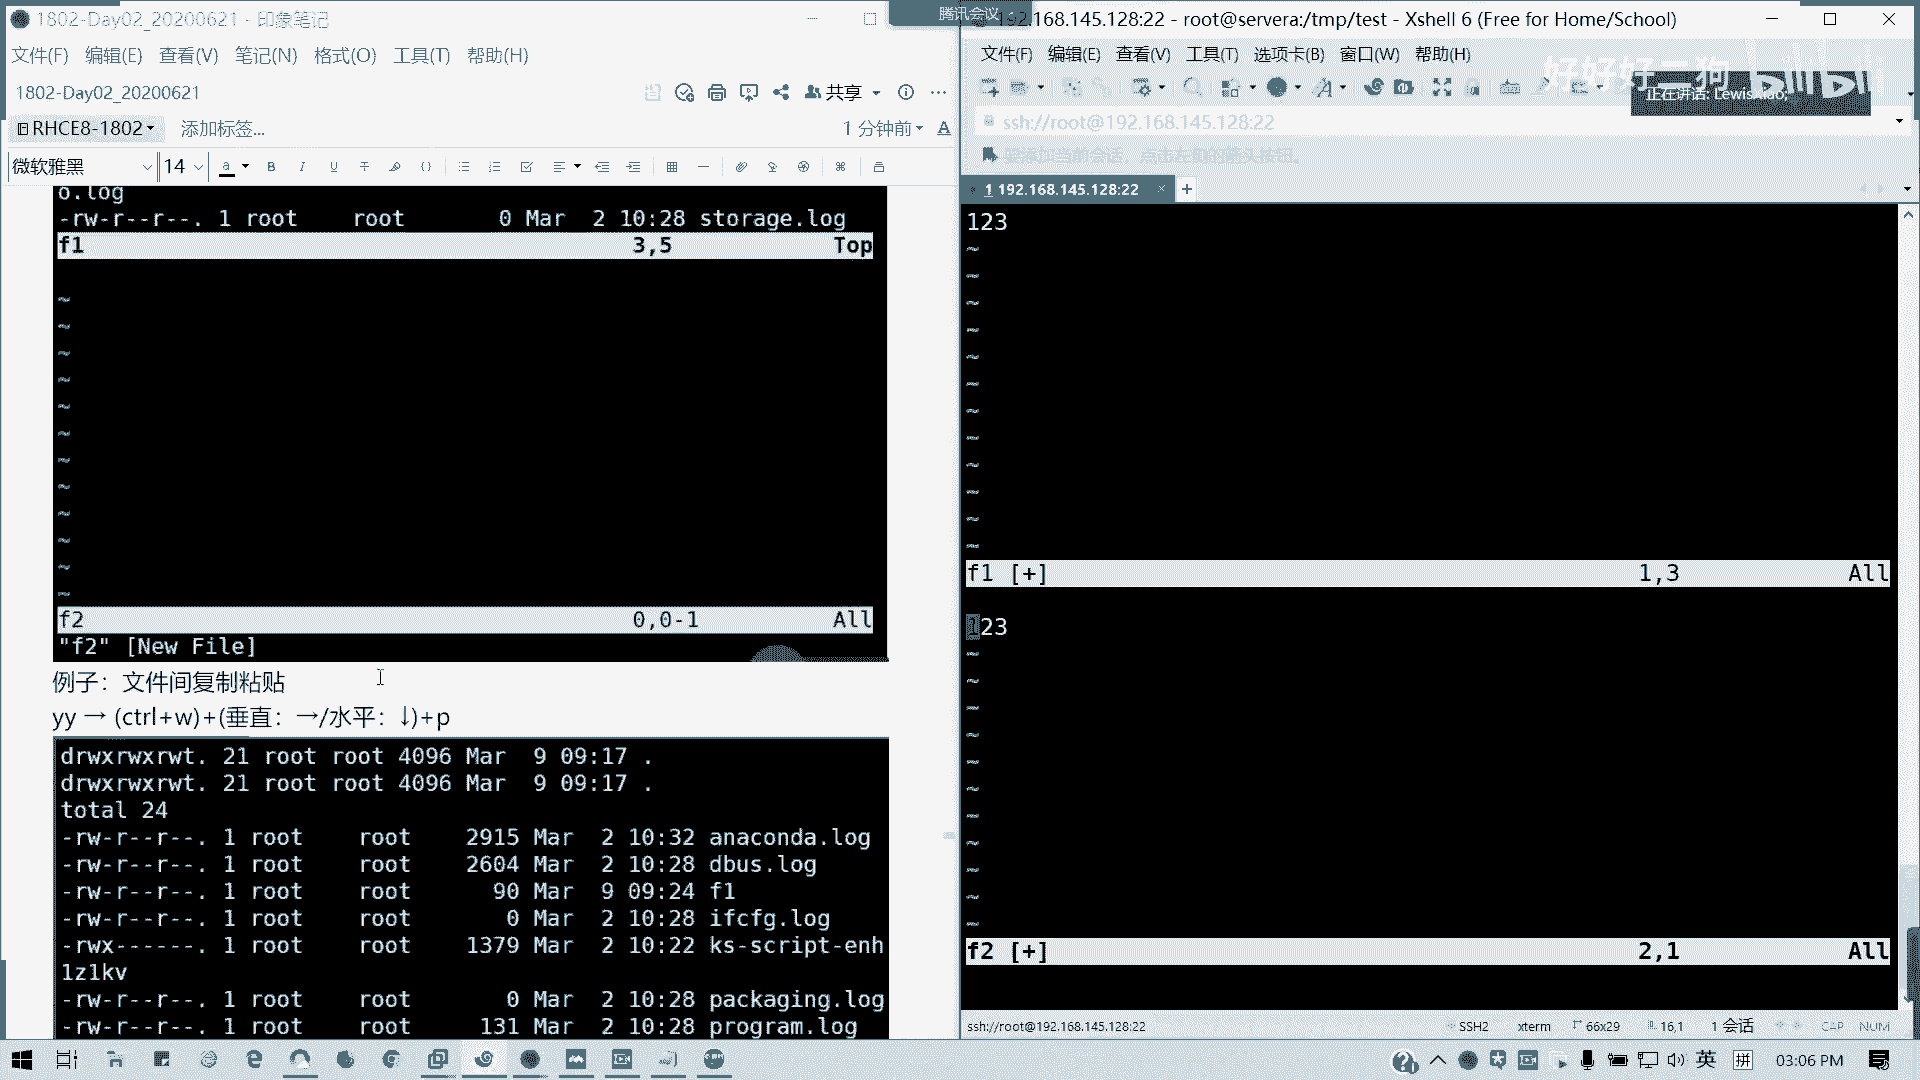 1802-Day02_20200621 - 印象笔记
文件(F) 编辑(E) 查看(V) 笔记(N) 格式(O) 工具(T) 帮助(H)
1802-Day02_20200621
共享
RHCE8-1802
添加标签...
1 分钟前
微软雅黑 14
o.log
-rw-r--r--. 1 root root 0 Mar 2 10:28 storage.log
f1 3,5 Top
~
~
~
~
~
~
~
~
~
~
~
~
f2 0,0-1 All
"f2" [New File]
例子：文件间复制粘贴
yy → (ctrl+w)+(垂直：→/水平：↓)+p
drwxrwxrwt. 21 root root 4096 Mar 9 09:17 .
drwxrwxrwt. 21 root root 4096 Mar 9 09:17 .
total 24
-rw-r--r--. 1 root root 2915 Mar 2 10:32 anaconda.log
-rw-r--r--. 1 root root 2604 Mar 2 10:28 dbus.log
-rw-r--r--. 1 root root 90 Mar 9 09:24 f1
-rw-r--r--. 1 root root 0 Mar 2 10:28 ifcfg.log
-rwx------. 1 root root 1379 Mar 2 10:22 ks-script-enh
1z1kv
-rw-r--r--. 1 root root 0 Mar 2 10:28 packaging.log
-rw-r--r--. 1 root root 131 Mar 2 10:28 program.log
腾讯会议
192.168.145.128:22 - root@servera:/tmp/test - Xshell 6 (Free for Home/School)
文件(F) 编辑(E) 查看(V) 工具(T) 选项卡(B) 窗口(W) 帮助(H)
好好好二狗 bilibili
正在讲话: LewisXiao;
ssh://root@192.168.145.128:22
要添加当前会话，点击左侧的箭头按钮。
1 192.168.145.128:22
123
~
~
~
~
~
~
~
~
~
~
~
~
f1 [+] 1,3 All
123
~
~
~
~
~
~
~
~
~
~
~
f2 [+] 2,1 All
ssh://root@192.168.145.128:22 SSH2 xterm 66x29 16,1 1 会话 CAP NUM
英 拼 03:06 PM